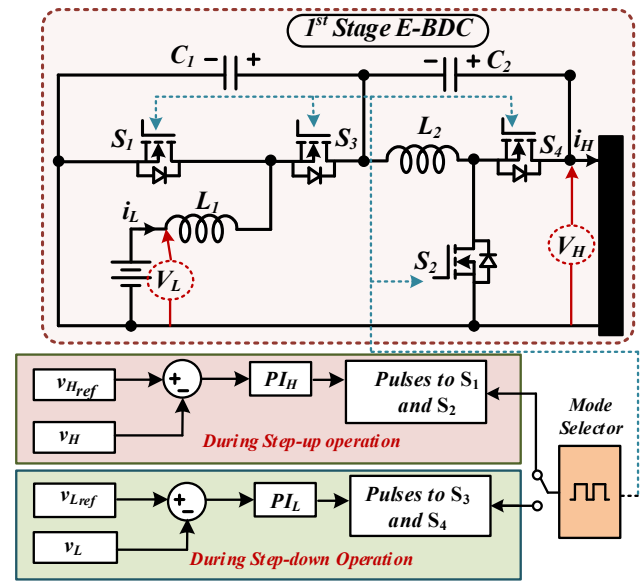 1st Stage E-BDC
C1 - +
- + C2
S1
S3
L2
S4
iH
iL
L1
S2
VL
VH
vHref
+
-
PIH
Pulses to S1
and S2
vH
During Step-up operation
Mode
Selector
vLref
+
-
PIL
Pulses to S3
and S4
vL
During Step-down Operation